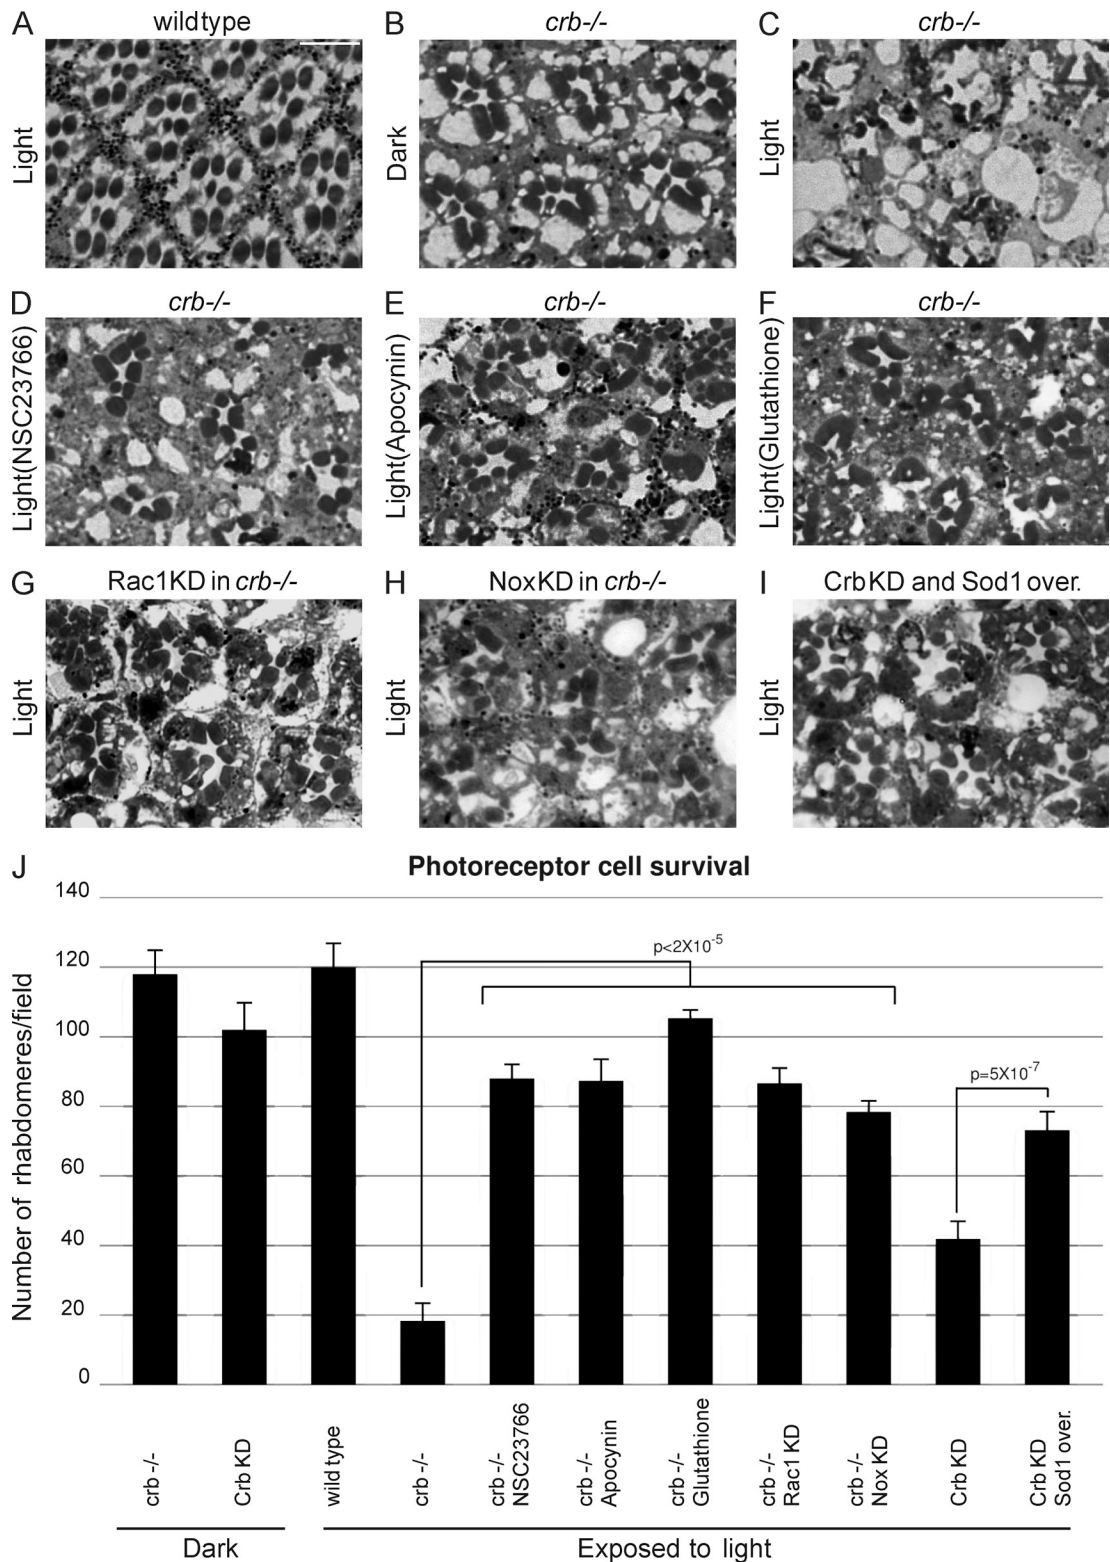 A wild type
B crb-/-
C crb-/-
Light
Dark
Light
D crb-/-
E crb-/-
F crb-/-
Light(NSC23766)
Light(Apocynin)
Light(Glutathione)
G Rac1KD in crb-/-
H NoxKD in crb-/-
I CrbKD and Sod1 over.
Light
Light
Light
J Photoreceptor cell survival
Number of rhabdomeres/field
140
120
100
80
60
40
20
0
p<2X10-5
p=5X10-7
crb -/-
Crb KD
wild type
crb -/-
crb -/-
NSC23766
crb -/-
Apocynin
crb -/-
Glutathione
crb -/-
Rac1 KD
crb -/-
Nox KD
Crb KD
Crb KD
Sod1 over.
Dark
Exposed to light